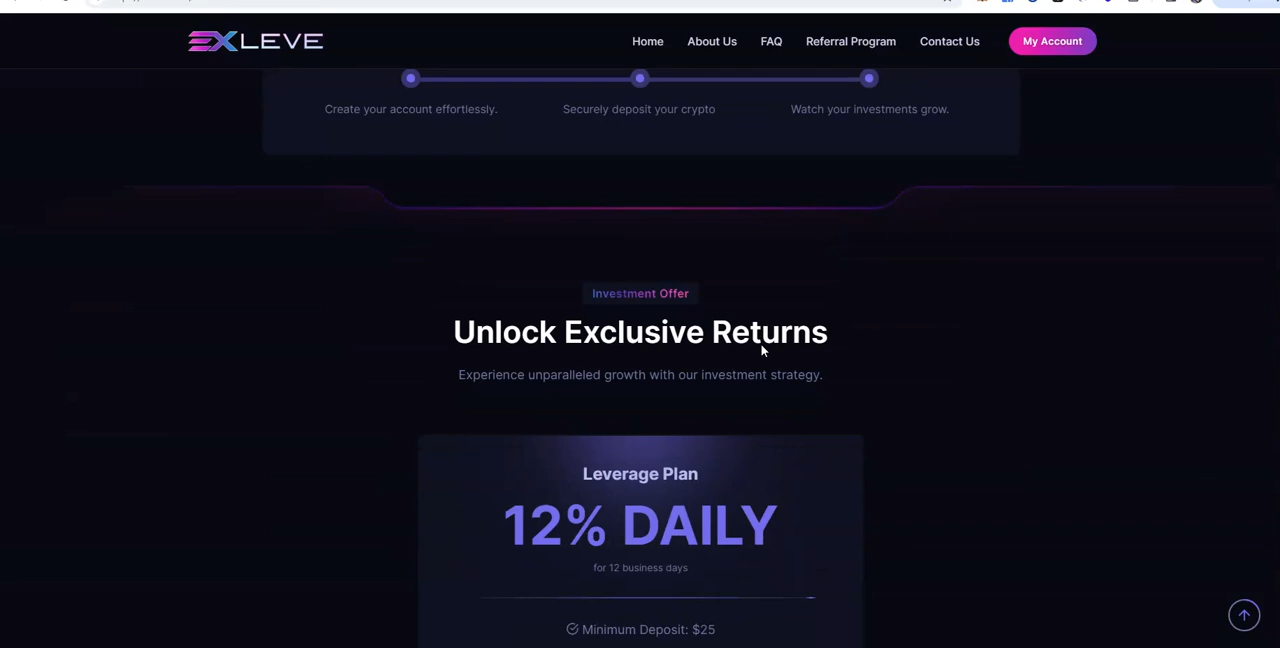 EXLEVE
Home About Us FAQ Referral Program Contact Us My Account
Create your account effortlessly. Securely deposit your crypto Watch your investments grow.
Investment Offer
Unlock Exclusive Returns
Experience unparalleled growth with our investment strategy.
Leverage Plan
12% DAILY
for 12 business days
Minimum Deposit: $25